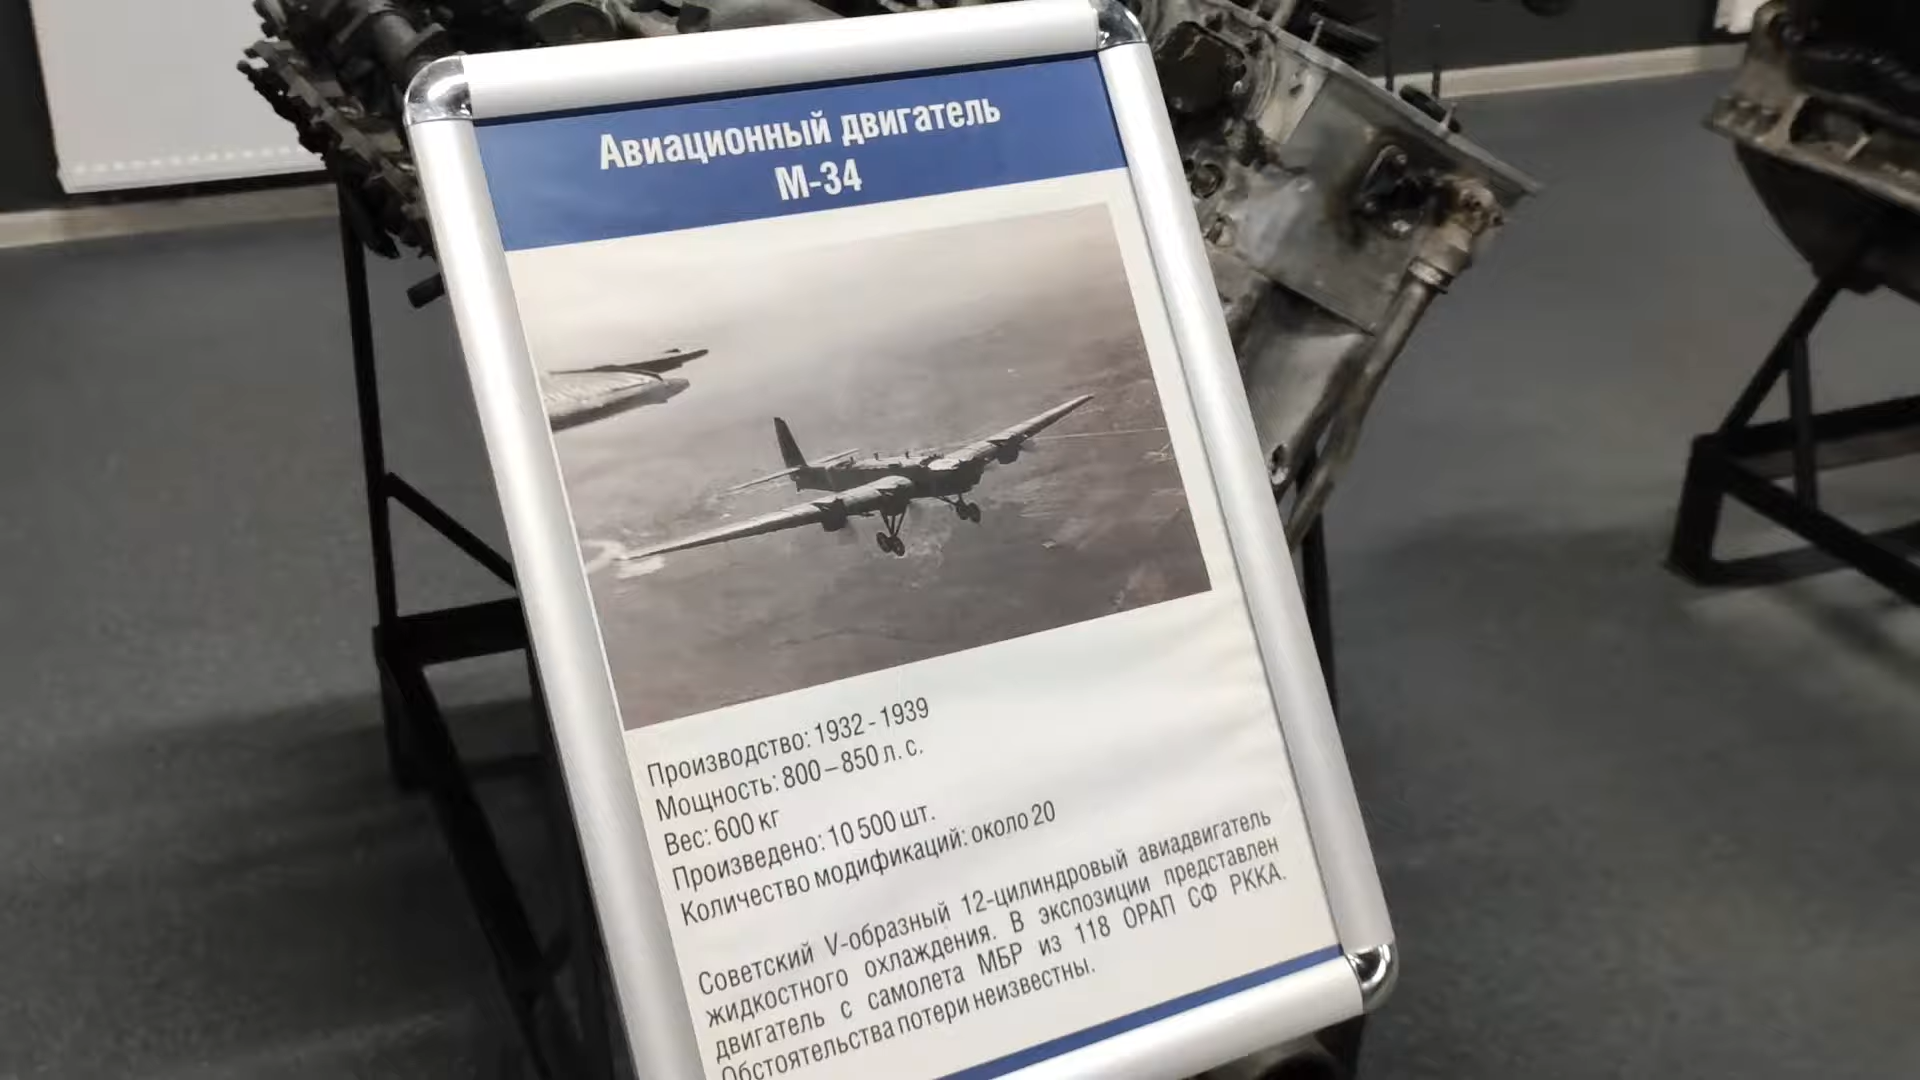 Авиационный двигатель
М-34
Производство: 1932 - 1939
Мощность: 800 – 850 л. с.
Вес: 600 кг
Произведено: 10 500 шт.
Количество модификаций: около 20
Советский V-образный 12-цилиндровый авиадвигатель
жидкостного охлаждения. В экспозиции представлен
двигатель с самолета МБР из 118 ОРАП СФ РККА.
Обстоятельства потери неизвестны.